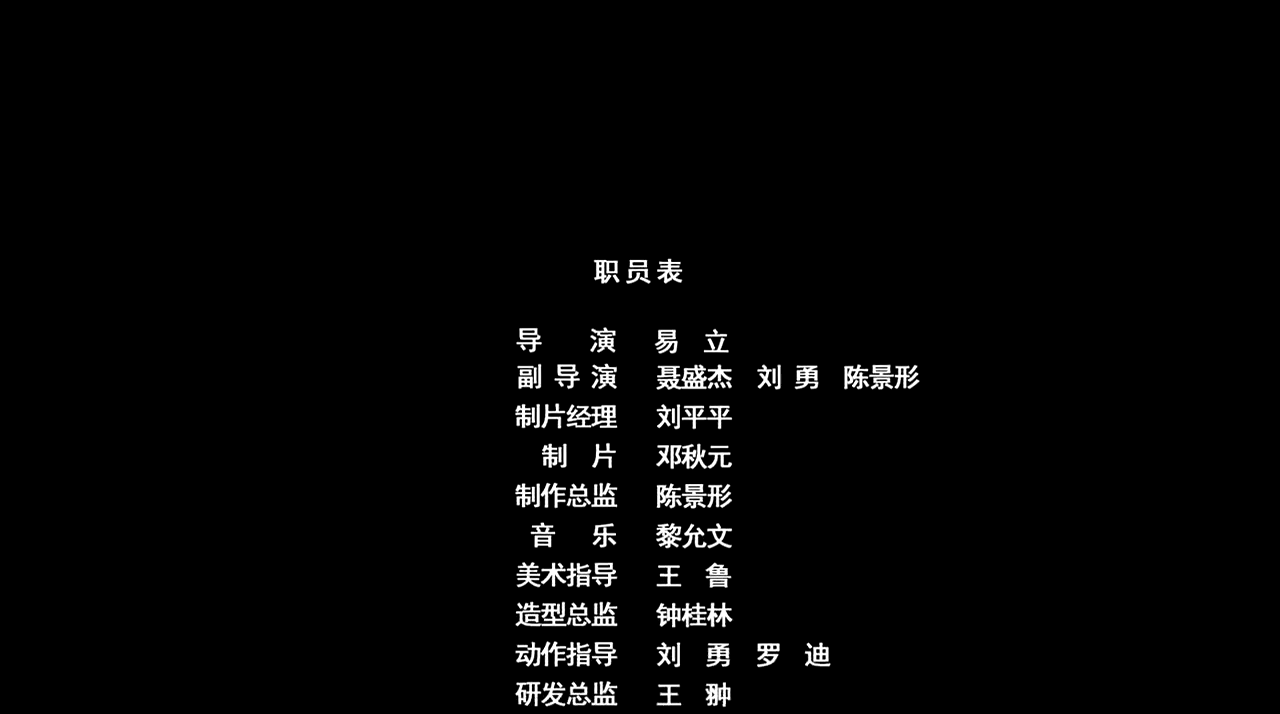 职员表
导 演 易 立
副导演 聂盛杰 刘勇 陈景形
制片经理 刘平平
制 片 邓秋元
制作总监 陈景形
音 乐 黎允文
美术指导 王 鲁
造型总监 钟桂林
动作指导 刘 勇 罗 迪
研发总监 王 翀